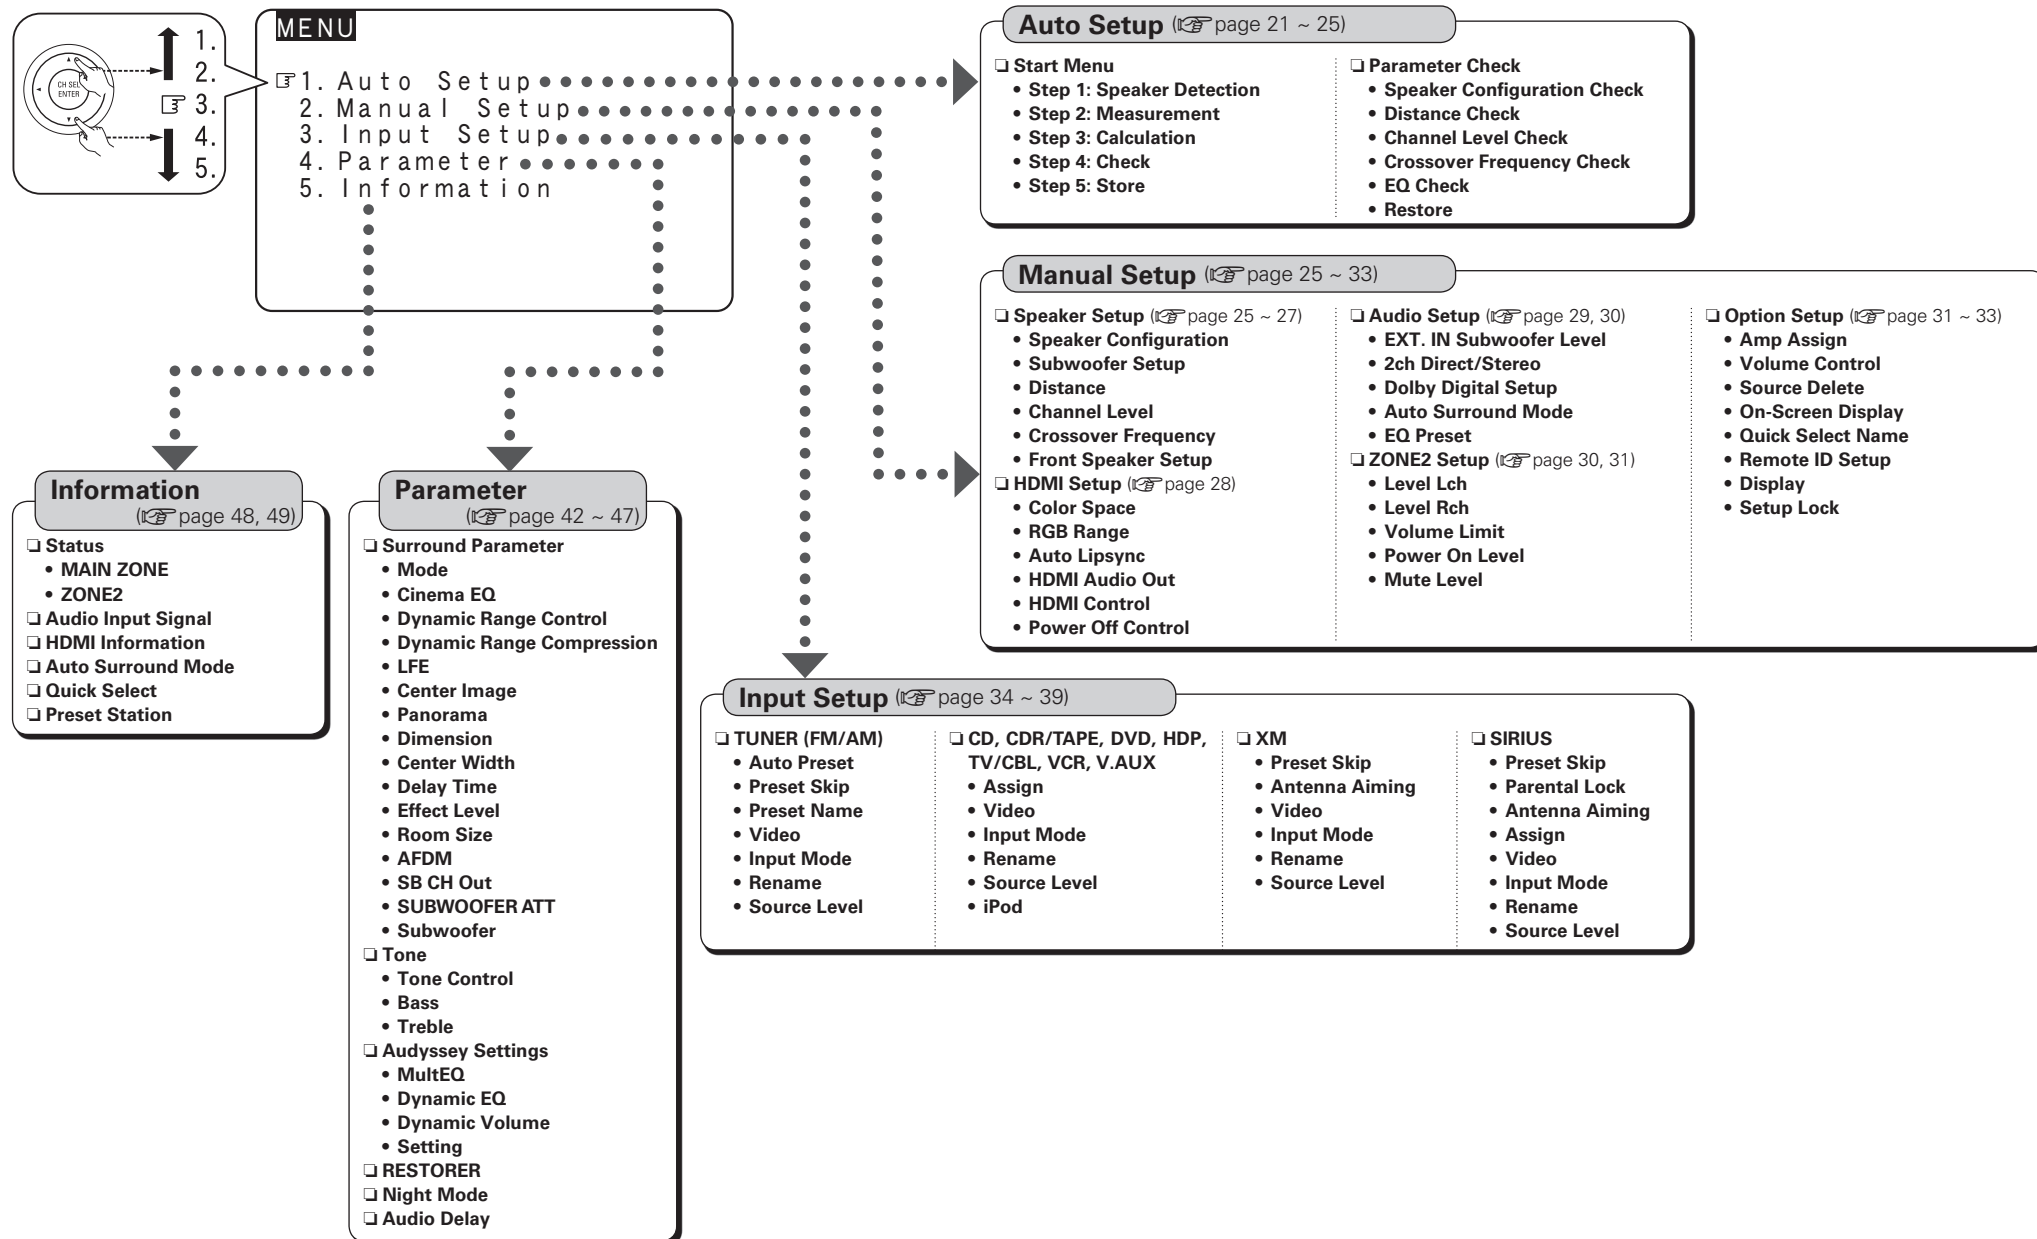 1.
2.
3.
4.
5.
CH SEL
ENTER
MENU
1. Auto Setup
2. Manual Setup
3. Input Setup
4. Parameter
5. Information
Auto Setup (page 21 ~ 25)
❏ Start Menu
• Step 1: Speaker Detection
• Step 2: Measurement
• Step 3: Calculation
• Step 4: Check
• Step 5: Store
❏ Parameter Check
• Speaker Configuration Check
• Distance Check
• Channel Level Check
• Crossover Frequency Check
• EQ Check
• Restore
Manual Setup (page 25 ~ 33)
❏ Speaker Setup (page 25 ~ 27)
• Speaker Configuration
• Subwoofer Setup
• Distance
• Channel Level
• Crossover Frequency
• Front Speaker Setup
❏ HDMI Setup (page 28)
• Color Space
• RGB Range
• Auto Lipsync
• HDMI Audio Out
• HDMI Control
• Power Off Control
❏ Audio Setup (page 29, 30)
• EXT. IN Subwoofer Level
• 2ch Direct/Stereo
• Dolby Digital Setup
• Auto Surround Mode
• EQ Preset
❏ ZONE2 Setup (page 30, 31)
• Level Lch
• Level Rch
• Volume Limit
• Power On Level
• Mute Level
❏ Option Setup (page 31 ~ 33)
• Amp Assign
• Volume Control
• Source Delete
• On-Screen Display
• Quick Select Name
• Remote ID Setup
• Display
• Setup Lock
Information
(page 48, 49)
❏ Status
• MAIN ZONE
• ZONE2
❏ Audio Input Signal
❏ HDMI Information
❏ Auto Surround Mode
❏ Quick Select
❏ Preset Station
Parameter
(page 42 ~ 47)
❏ Surround Parameter
• Mode
• Cinema EQ
• Dynamic Range Control
• Dynamic Range Compression
• LFE
• Center Image
• Panorama
• Dimension
• Center Width
• Delay Time
• Effect Level
• Room Size
• AFDM
• SB CH Out
• SUBWOOFER ATT
• Subwoofer
❏ Tone
• Tone Control
• Bass
• Treble
❏ Audyssey Settings
• MultEQ
• Dynamic EQ
• Dynamic Volume
• Setting
❏ RESTORER
❏ Night Mode
❏ Audio Delay
Input Setup (page 34 ~ 39)
❏ TUNER (FM/AM)
• Auto Preset
• Preset Skip
• Preset Name
• Video
• Input Mode
• Rename
• Source Level
❏ CD, CDR/TAPE, DVD, HDP,
TV/CBL, VCR, V.AUX
• Assign
• Video
• Input Mode
• Rename
• Source Level
• iPod
❏ XM
• Preset Skip
• Antenna Aiming
• Video
• Input Mode
• Rename
• Source Level
❏ SIRIUS
• Preset Skip
• Parental Lock
• Antenna Aiming
• Assign
• Video
• Input Mode
• Rename
• Source Level